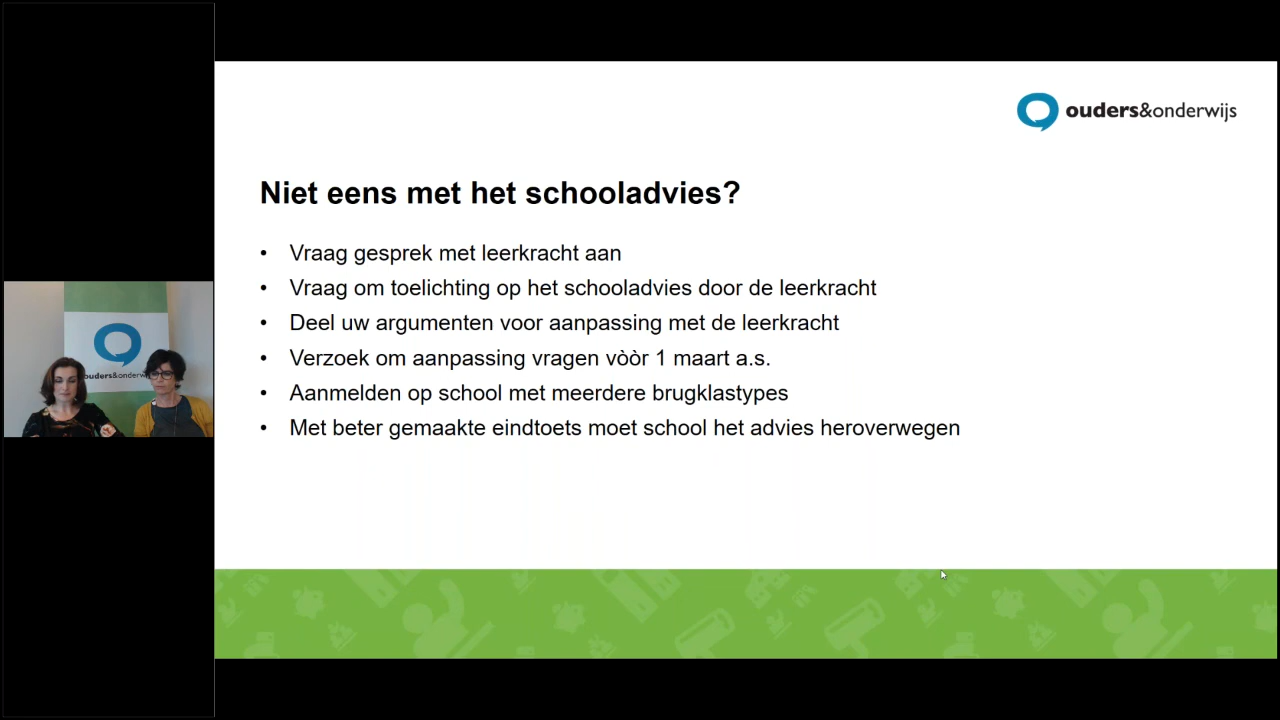 ouders&onderwijs
Niet eens met het schooladvies?
• Vraag gesprek met leerkracht aan
• Vraag om toelichting op het schooladvies door de leerkracht
• Deel uw argumenten voor aanpassing met de leerkracht
• Verzoek om aanpassing vragen vòòr 1 maart a.s.
• Aanmelden op school met meerdere brugklastypes
• Met beter gemaakte eindtoets moet school het advies heroverwegen
ouders&onderw